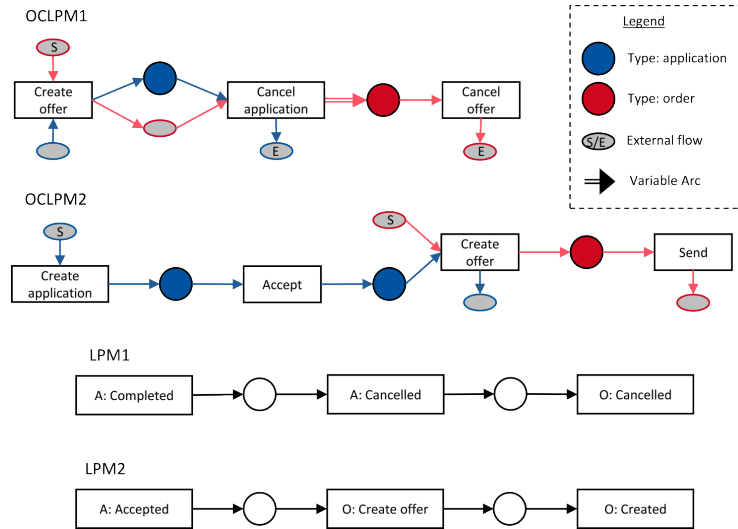 OCLPM1
S
Create
offer
Cancel
application
Cancel
offer
E
E
Legend
Type: application
Type: order
S/E
External flow
Variable Arc
OCLPM2
S
S
Create
application
Accept
Create
offer
Send
LPM1
A: Completed
A: Cancelled
O: Cancelled
LPM2
A: Accepted
O: Create offer
O: Created